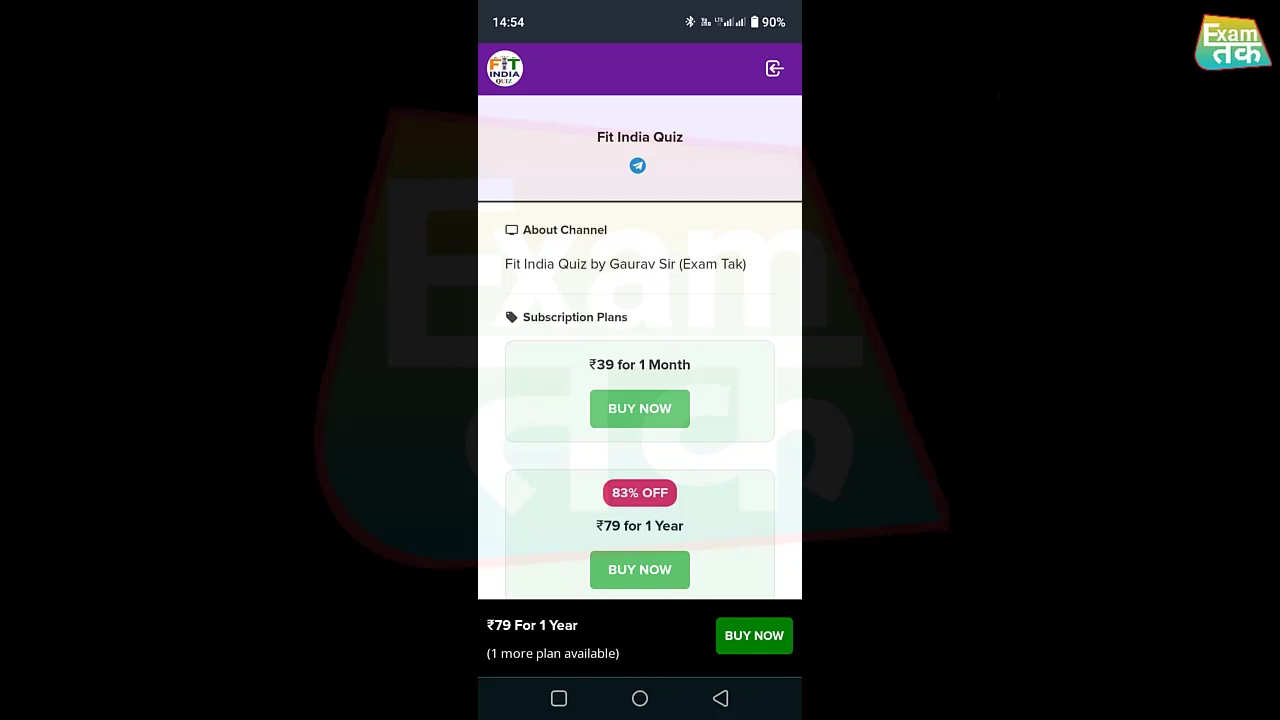 14:54
90%
Exam
तक
FIT
INDIA
QUIZ
Fit India Quiz
About Channel
Fit India Quiz by Gaurav Sir (Exam Tak)
Subscription Plans
₹39 for 1 Month
BUY NOW
83% OFF
₹79 for 1 Year
BUY NOW
₹79 For 1 Year
BUY NOW
(1 more plan available)
Exam
तक